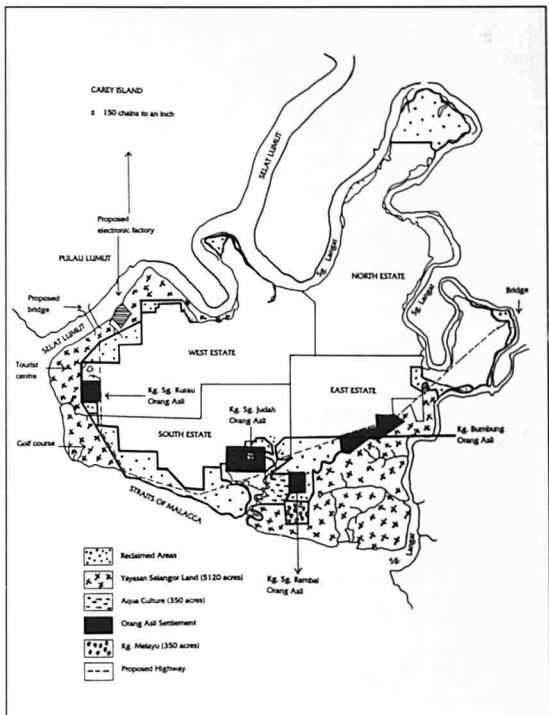 CAREY ISLAND
± 150 chains to an inch
SELAT LUMUT
Proposed
electronic factory
PULAU LUMUT
Sg. Langat
NORTH ESTATE
Sg. Langat
Bridge
Proposed
bridge
SELAT LUMUT
WEST ESTATE
Tourist
centre
Kg. Sg. Kurau
Orang Asli
EAST ESTATE
Kg. Sg. Judah
Orang Asli
SOUTH ESTATE
Kg. Bumbung
Orang Asli
Golf course
STRAITS OF MALACCA
Sg. Langat
Kg. Sg. Rambai
Orang Asli
Reclaimed Areas
Yayasan Selangor Land (5120 acres)
Aqua Culture (350 acres)
Orang Asli Settlement
Kg. Melayu (350 acres)
Proposed Highway